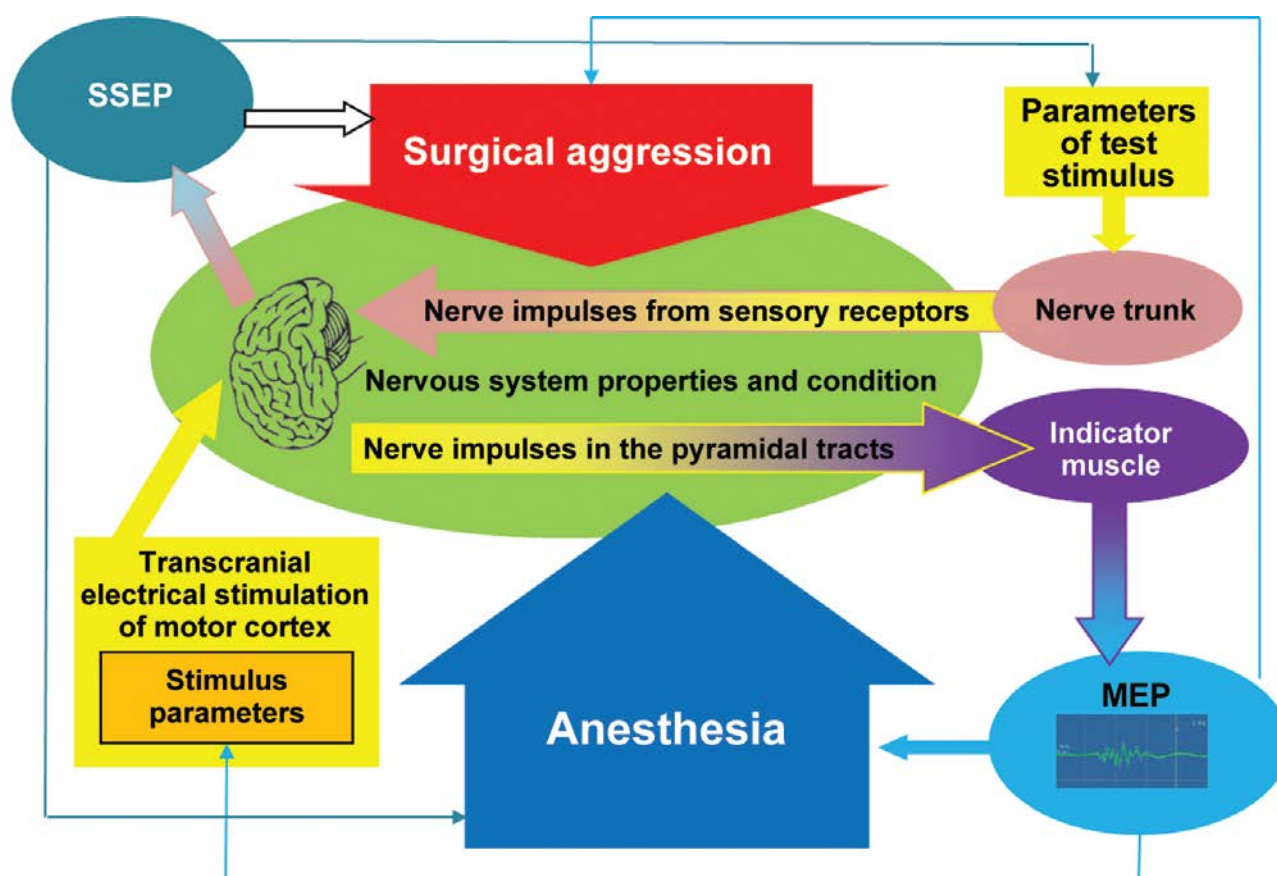 SSEP
Surgical aggression
Parameters
of test
stimulus
Nerve impulses from sensory receptors
Nerve trunk
Nervous system properties and condition
Nerve impulses in the pyramidal tracts
Indicator
muscle
Transcranial
electrical stimulation
of motor cortex
Stimulus
parameters
Anesthesia
MEP